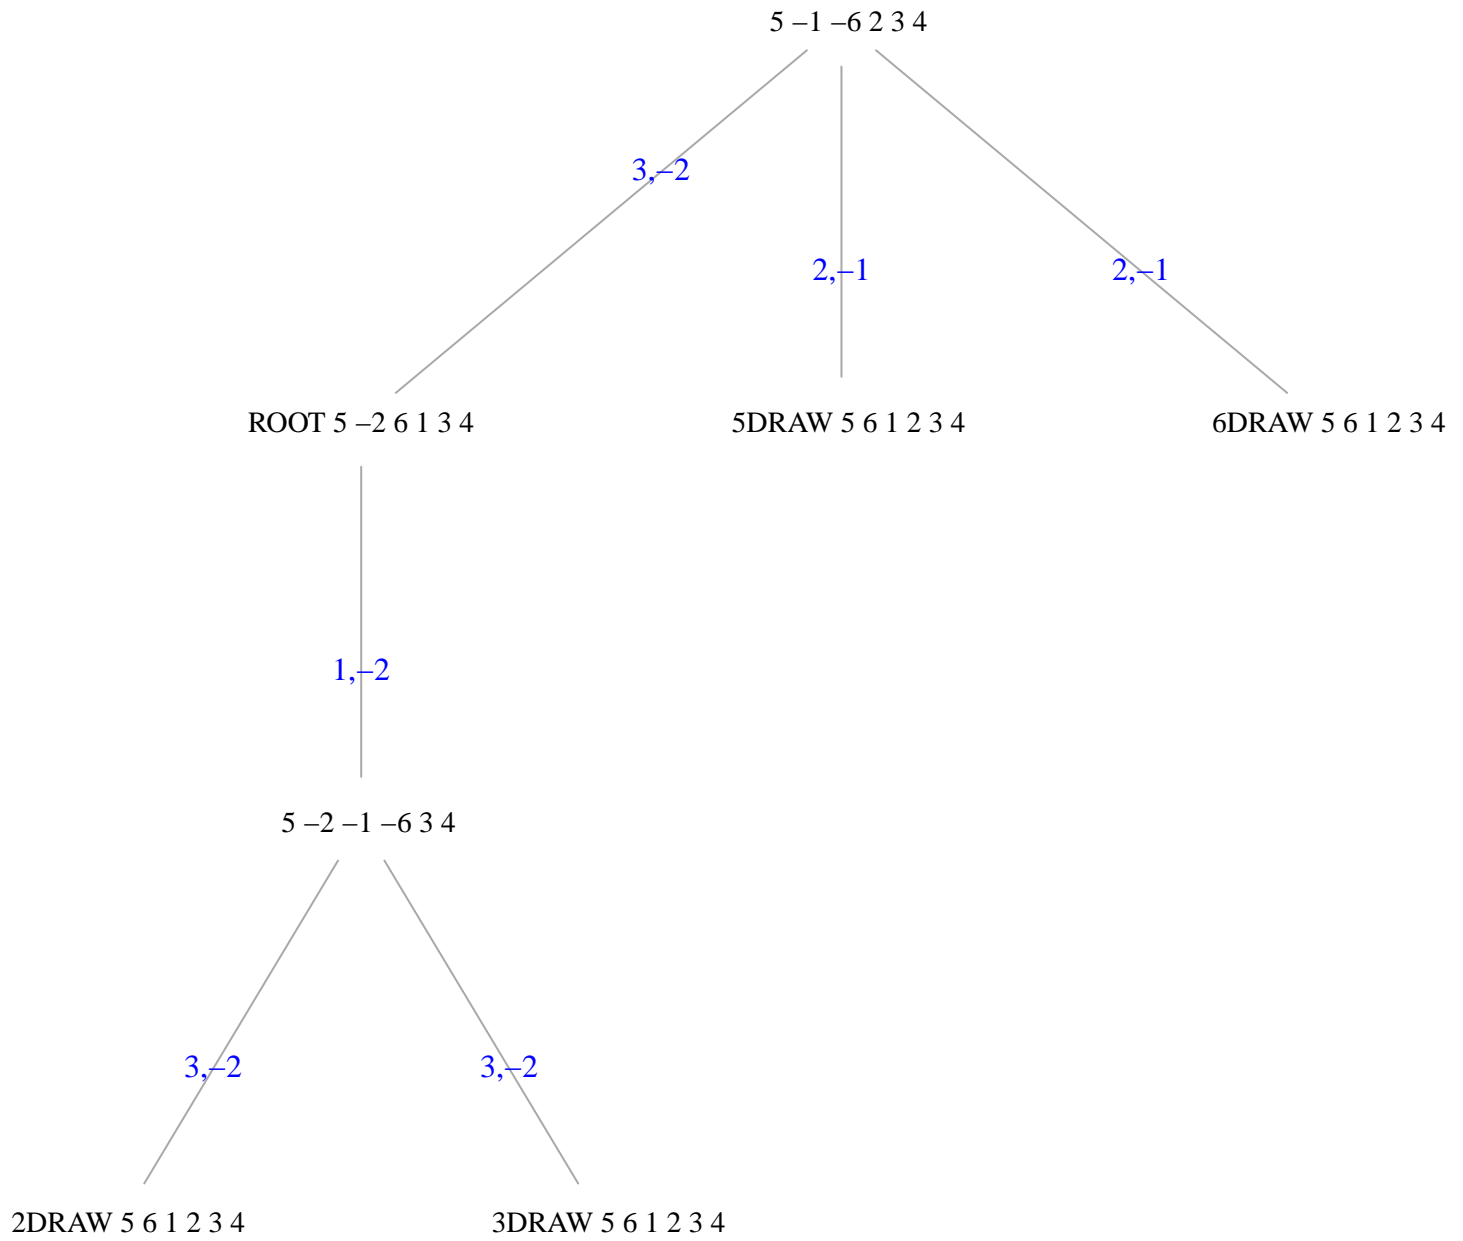 5 –1 –6 2 3 4
3,–2
2,–1
2,–1
ROOT 5 –2 6 1 3 4
5DRAW 5 6 1 2 3 4
6DRAW 5 6 1 2 3 4
1,–2
5 –2 –1 –6 3 4
3,–2
3,–2
2DRAW 5 6 1 2 3 4
3DRAW 5 6 1 2 3 4